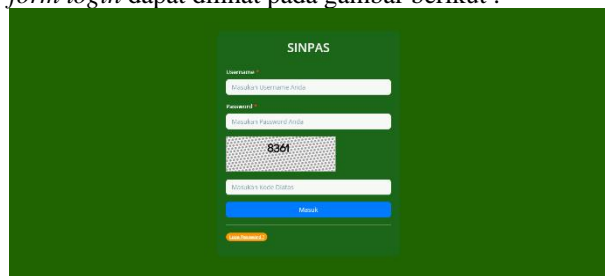 form login dapat dilihat pada gambar berikut :
SINPAS
Username *
Masukan Username Anda
Password *
Masukan Password Anda
8361
Masukan Kode Diatas
Masuk
Lupa Password ?